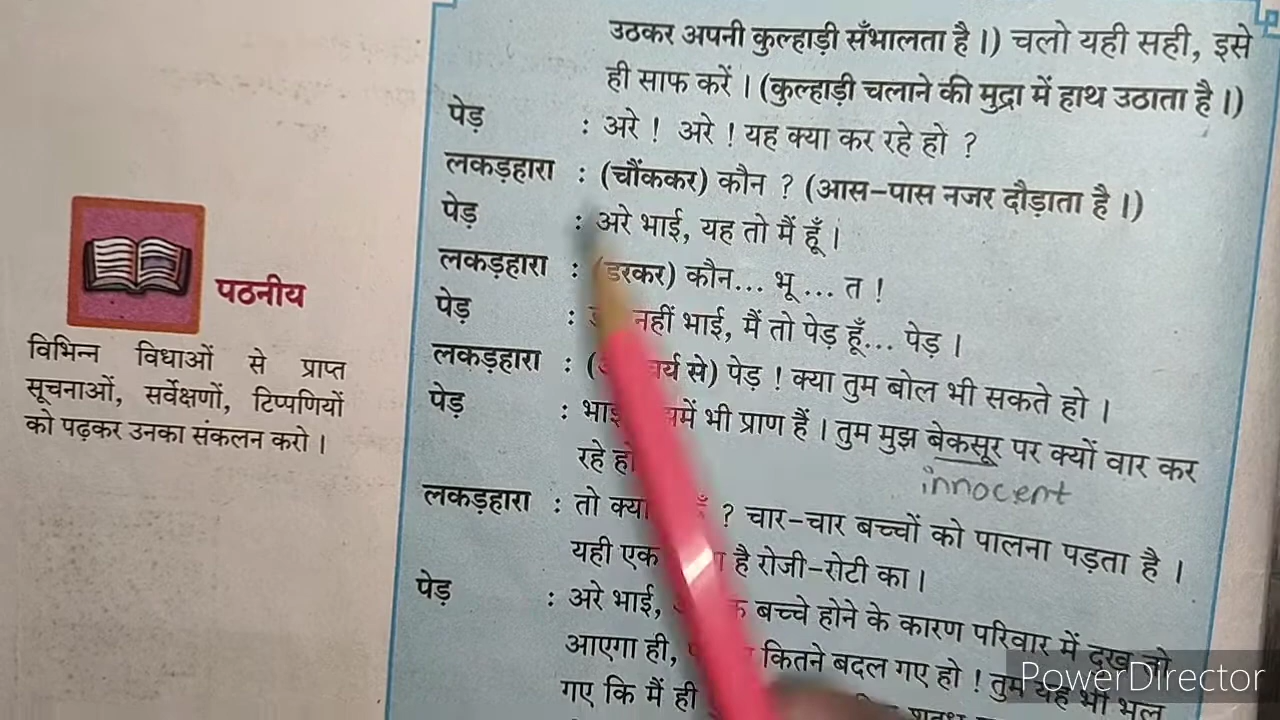 उठकर अपनी कुल्हाड़ी सँभालता है ।) चलो यही सही, इसे
ही साफ करें । (कुल्हाड़ी चलाने की मुद्रा में हाथ उठाता है ।)
पेड़ : अरे ! अरे ! यह क्या कर रहे हो ?
लकड़हारा : (चौंककर) कौन ? (आस-पास नजर दौड़ाता है ।)
पेड़ : अरे भाई, यह तो मैं हूँ ।
लकड़हारा : (डरकर) कौन... भू ... त !
पेड़ : नहीं भाई, मैं तो पेड़ हूँ... पेड़ ।
लकड़हारा : से) पेड़ ! क्या तुम बोल भी सकते हो ।
पेड़ : भी प्राण हैं । तुम मुझ बेकसूर पर क्यों वार कर
innocent
रहे
लकड़हारा : तो क्या ? चार-चार बच्चों को पालना पड़ता है ।
यही एक है रोजी-रोटी का ।
पेड़ : अरे भाई, बच्चे होने के कारण परिवार में दुख तो
आएगा ही, कितने बदल गए हो ! तुम यह भी भूल
गए कि मैं ही
पठनीय
विभिन्न विधाओं से प्राप्त
सूचनाओं, सर्वेक्षणों, टिप्पणियों
को पढ़कर उनका संकलन करो ।
PowerDirector